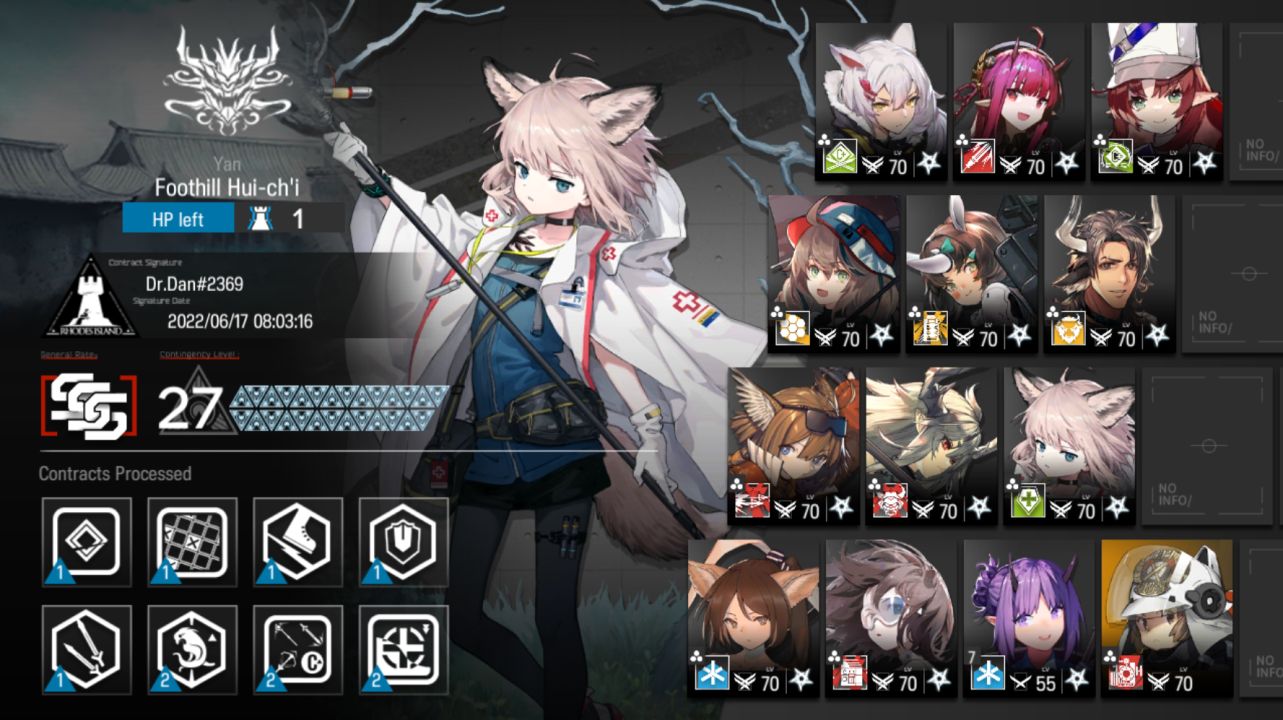 Yan
Foothill Hui-ch'i
HP left 1
Contract Signature
Dr.Dan#2369
Signature Date
RHODES ISLAND
2022/06/17 08:03:16
General Rate
Contingency Level
SSS
27
Contracts Processed
1 1 1 1
1 2 2 2
LV 70 LV 70 LV 70
NO INFO/
LV 70 LV 70 LV 70
NO INFO/
LV 70 LV 70 LV 70
NO INFO/
LV 70 LV 70 7 LV 55 LV 70
NO INFO/